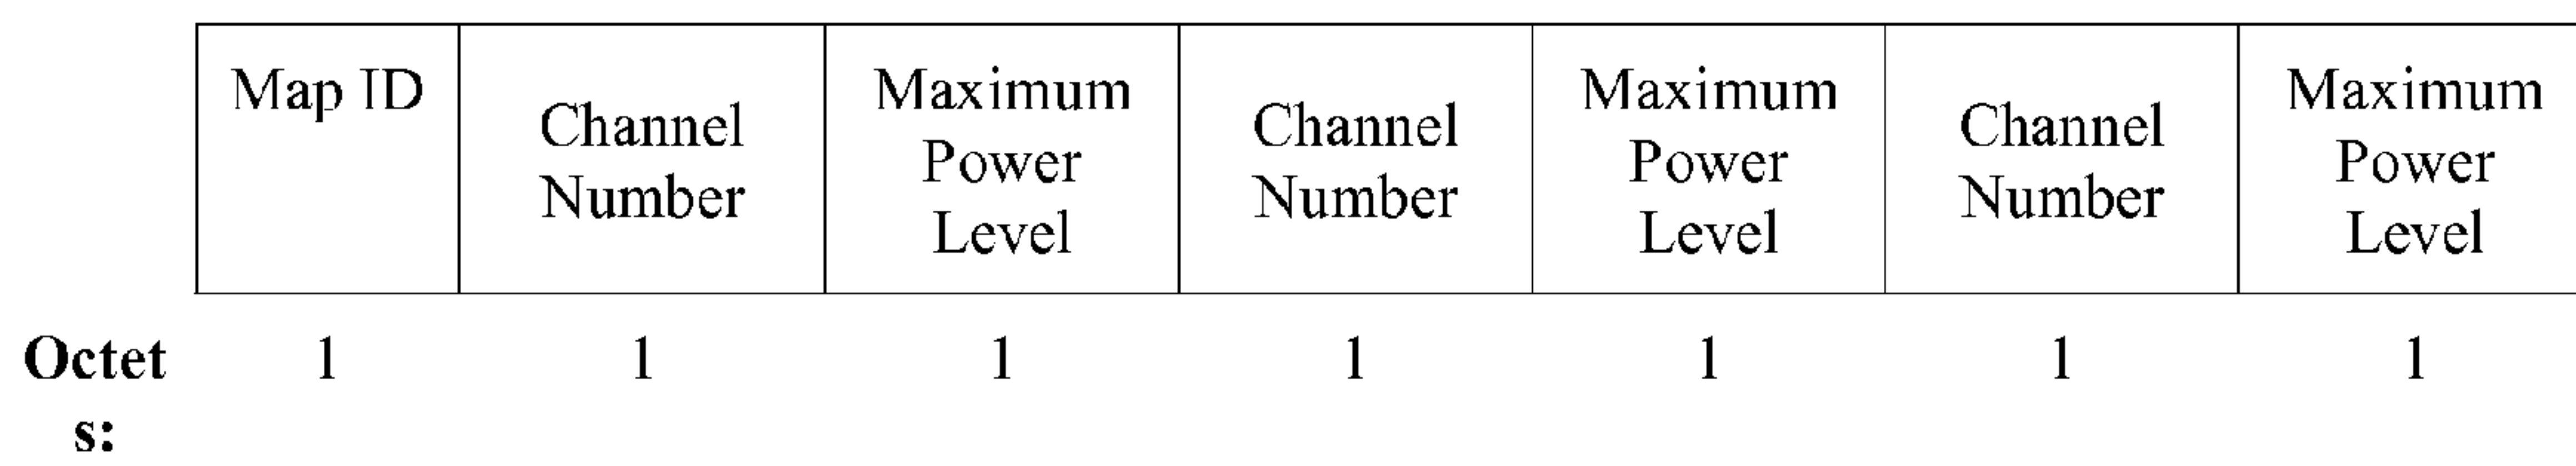 Map ID
Channel
Number
Maximum
Power
Level
Channel
Number
Maximum
Power
Level
Channel
Number
Maximum
Power
Level
Octet
s:
1 1 1 1 1 1 1